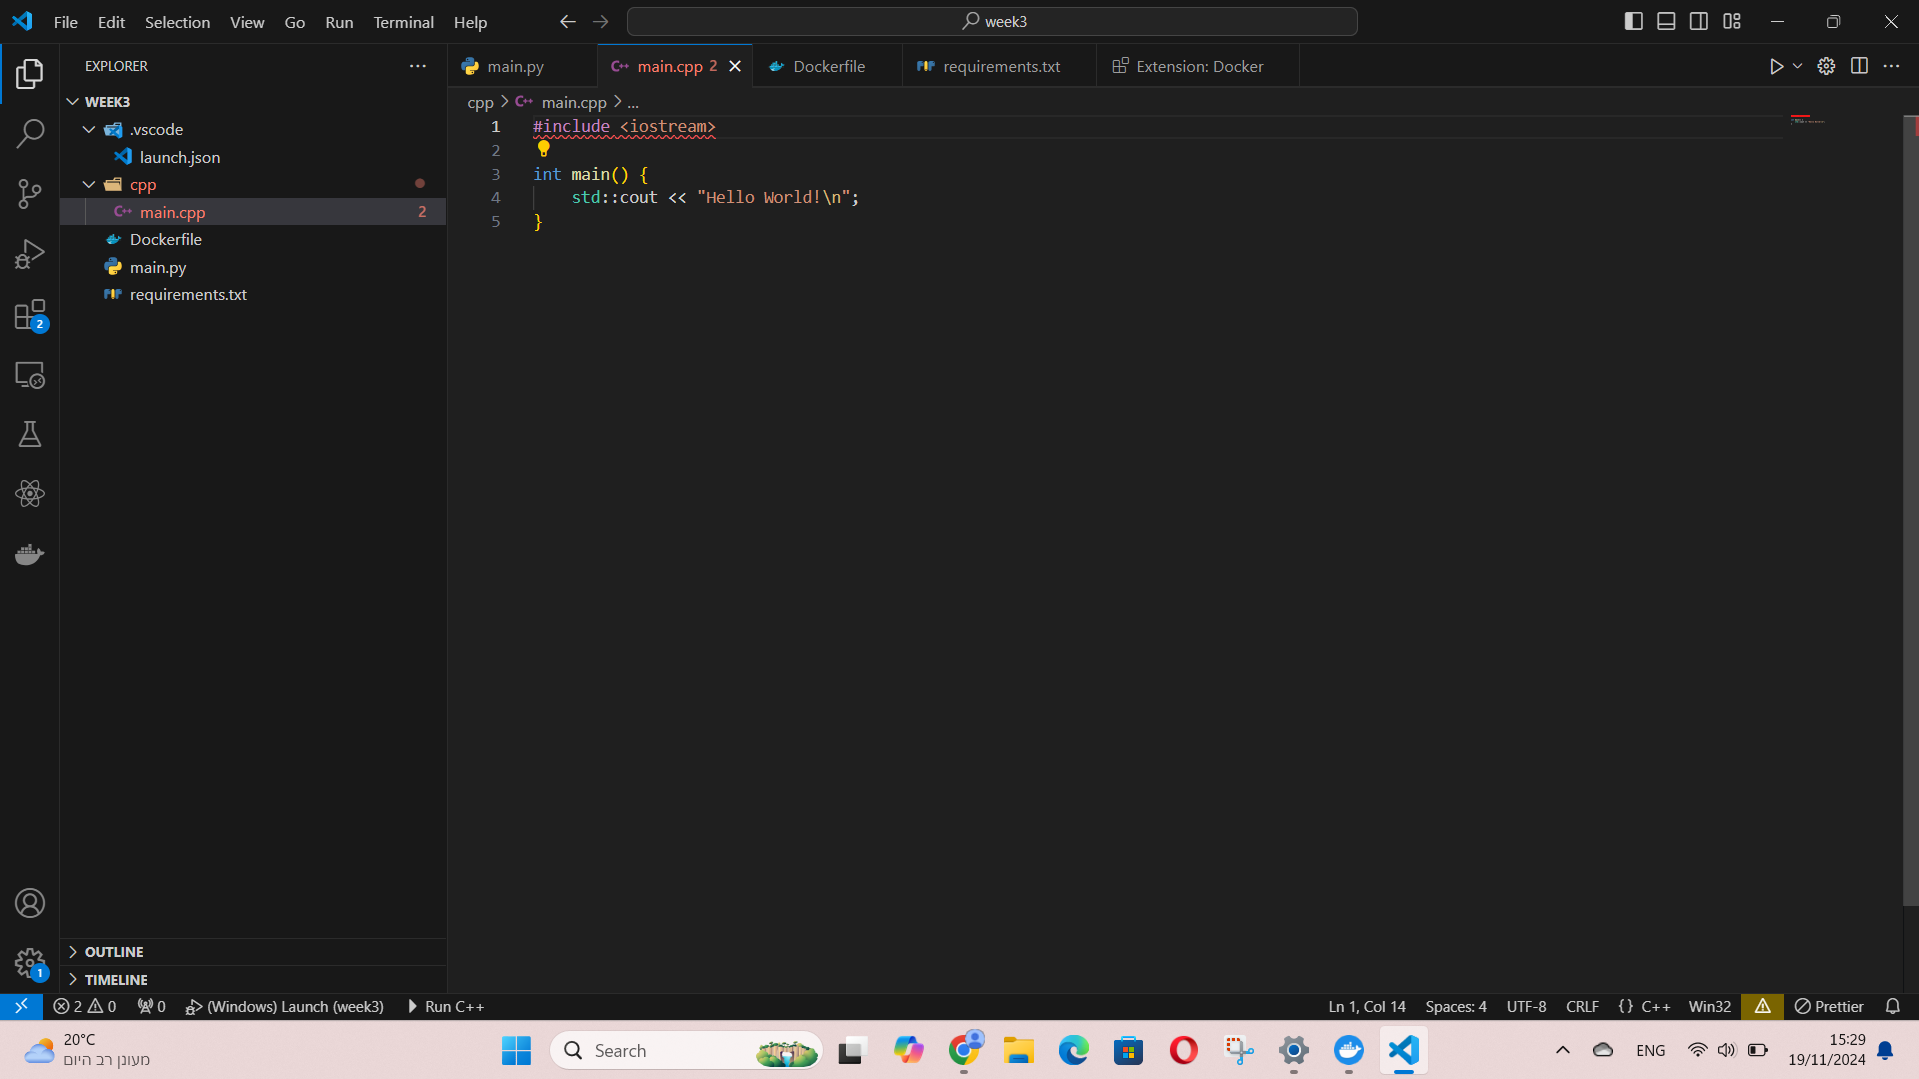 File Edit Selection View Go Run Terminal Help
week3
EXPLORER
main.py
main.cpp 2
Dockerfile
requirements.txt
Extension: Docker
WEEK3
.vscode
launch.json
cpp
main.cpp 2
Dockerfile
main.py
requirements.txt
cpp > main.cpp > ...
1 #include <iostream>
2
3 int main() {
4 std::cout << "Hello World!\n";
5 }
2
1
OUTLINE
TIMELINE
2 0 0 (Windows) Launch (week3) Run C++
Ln 1, Col 14 Spaces: 4 UTF-8 CRLF {} C++ Win32 Prettier
20°C
מעונן רב היום
Search
ENG
15:29
19/11/2024